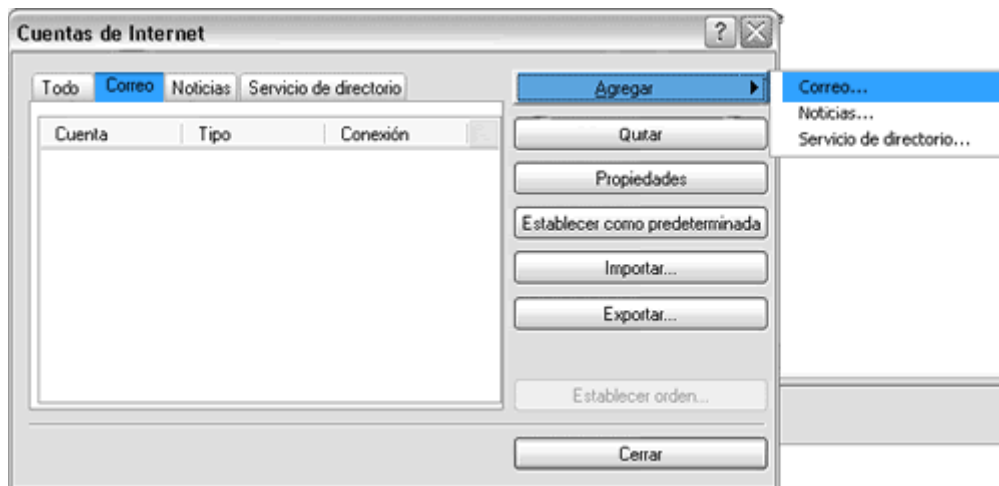 Cuentas de Internet
Todo Correo Noticias Servicio de directorio
Cuenta Tipo Conexión
Agregar
Quitar
Propiedades
Establecer como predeterminada
Importar...
Exportar...
Establecer orden...
Cerrar
Correo...
Noticias...
Servicio de directorio...